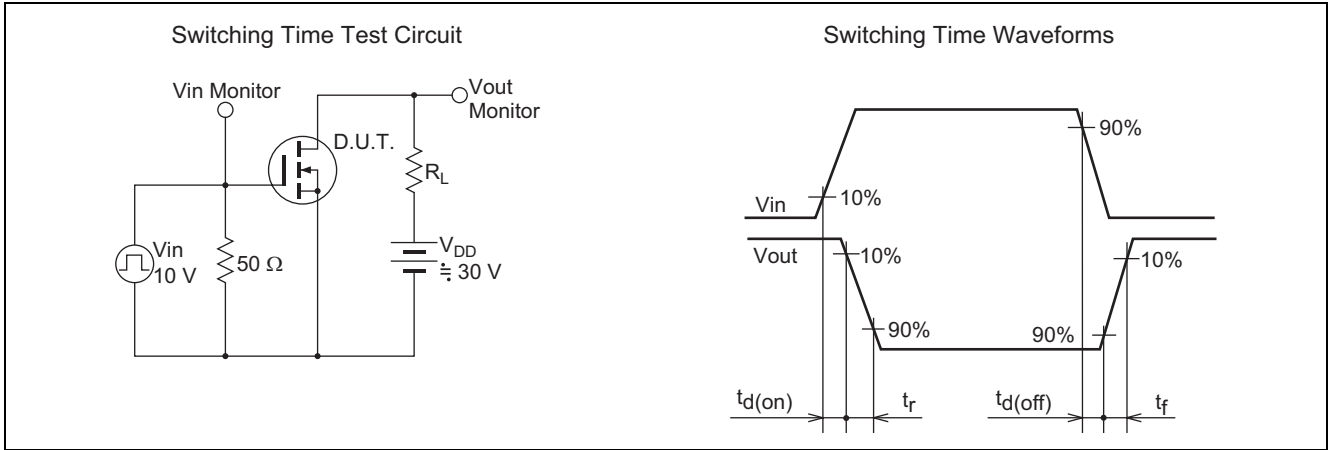 Switching Time Test Circuit
Vin Monitor
Vout
Monitor
D.U.T.
RL
Vin
10 V
50 Ω
VDD
≒ 30 V
Switching Time Waveforms
Vin
10%
90%
Vout
10%
90%
90%
10%
td(on)
tr
td(off)
tf